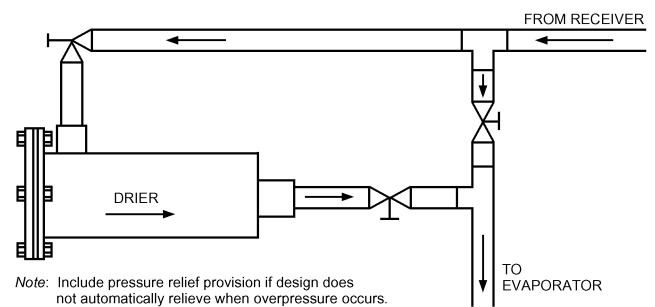 FROM RECEIVER
DRIER
TO
EVAPORATOR
Note: Include pressure relief provision if design does
not automatically relieve when overpressure occurs.